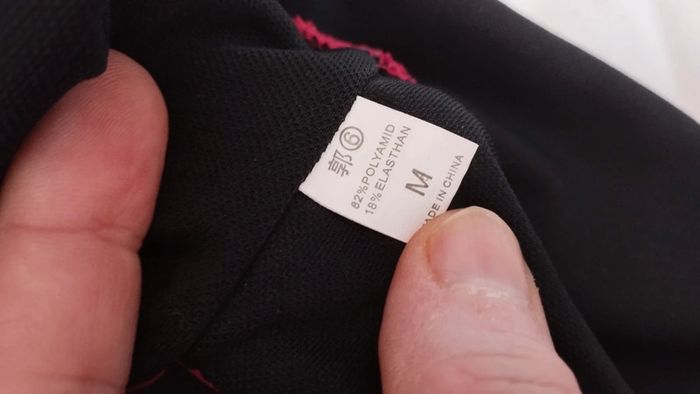 郭⑥
82%POLYAMID
18%ELASTHAN
M
ADE IN CHINA